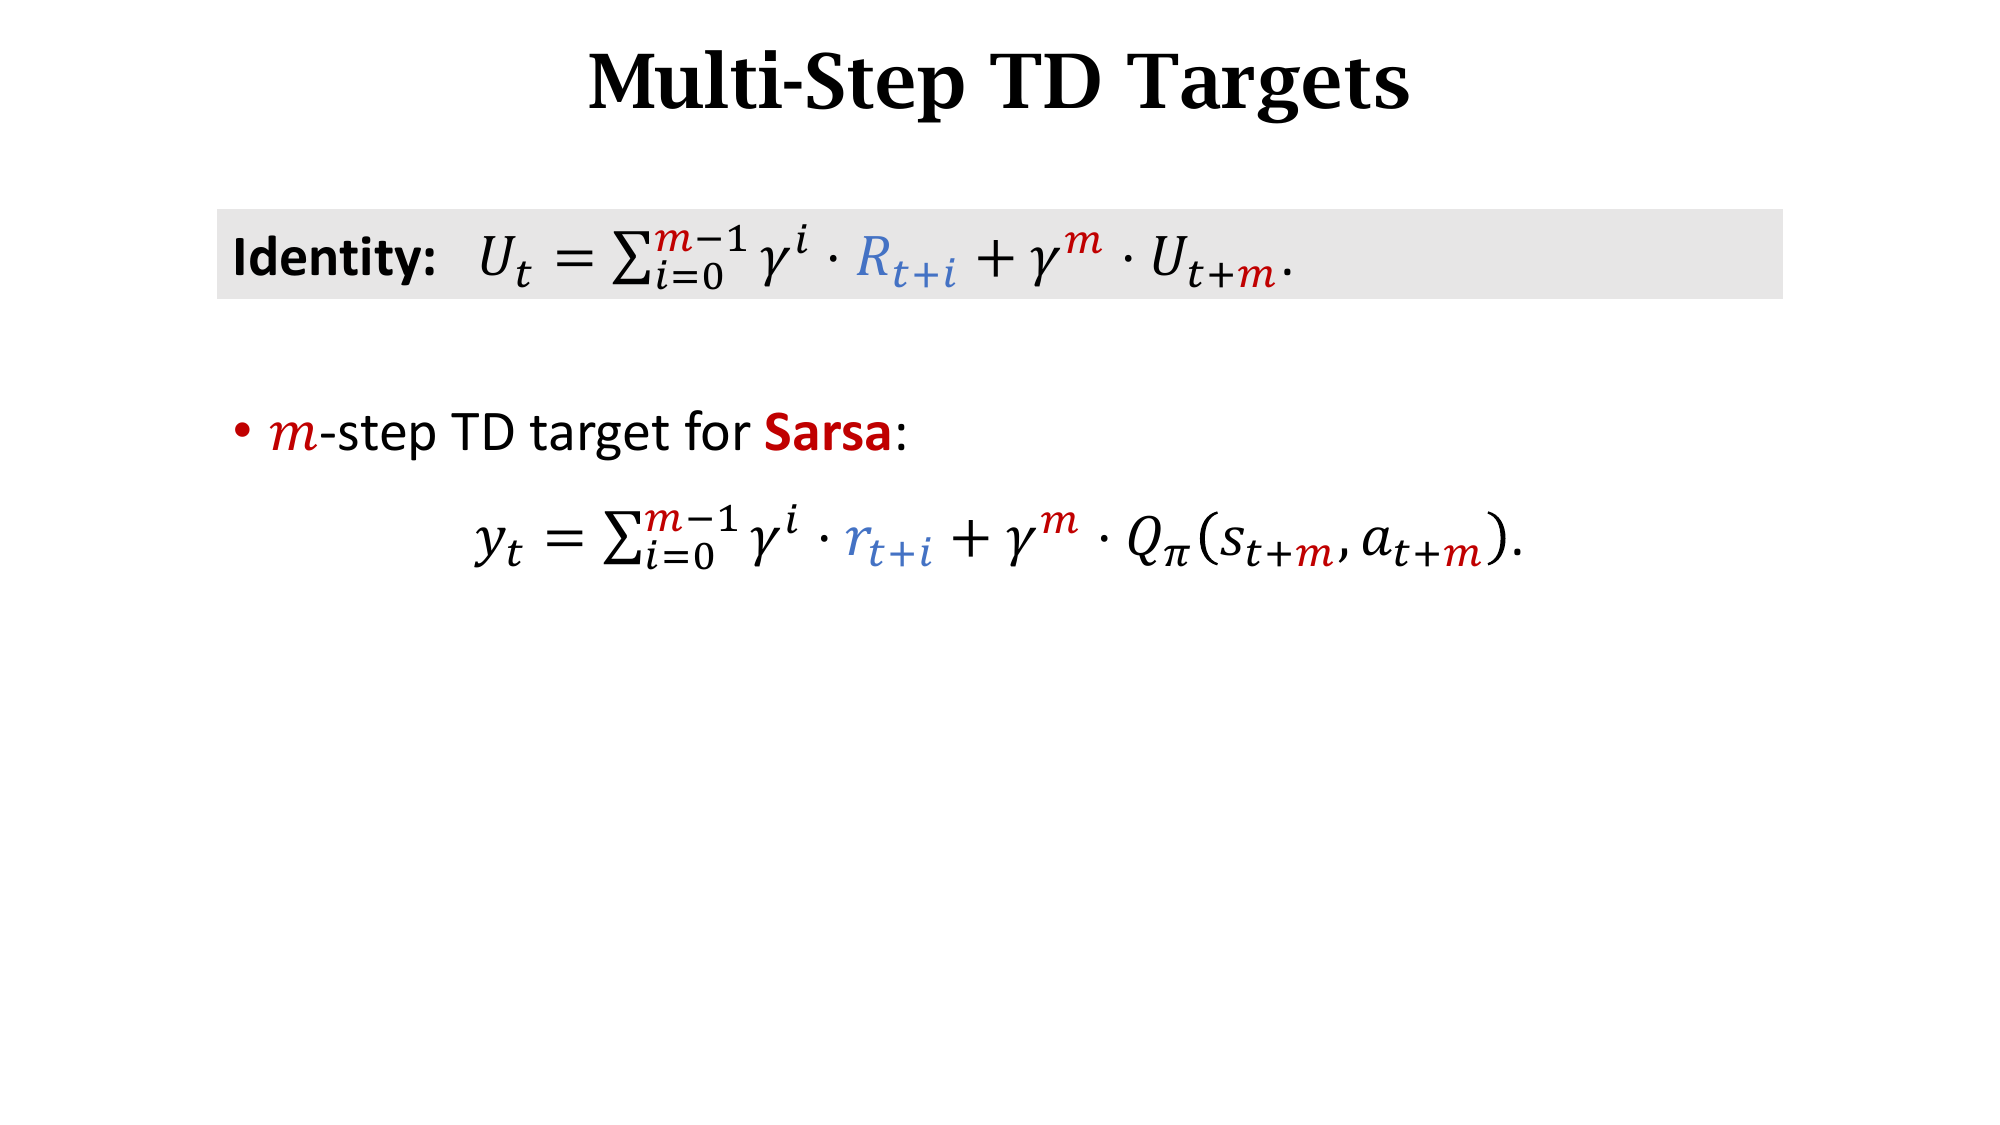 Multi-Step TD Targets
Identity: $U_t = \sum_{i=0}^{m-1} \gamma^i \cdot R_{t+i} + \gamma^m \cdot U_{t+m}.$
• $m$-step TD target for Sarsa:
$y_t = \sum_{i=0}^{m-1} \gamma^i \cdot r_{t+i} + \gamma^m \cdot Q_\pi(s_{t+m}, a_{t+m}).$